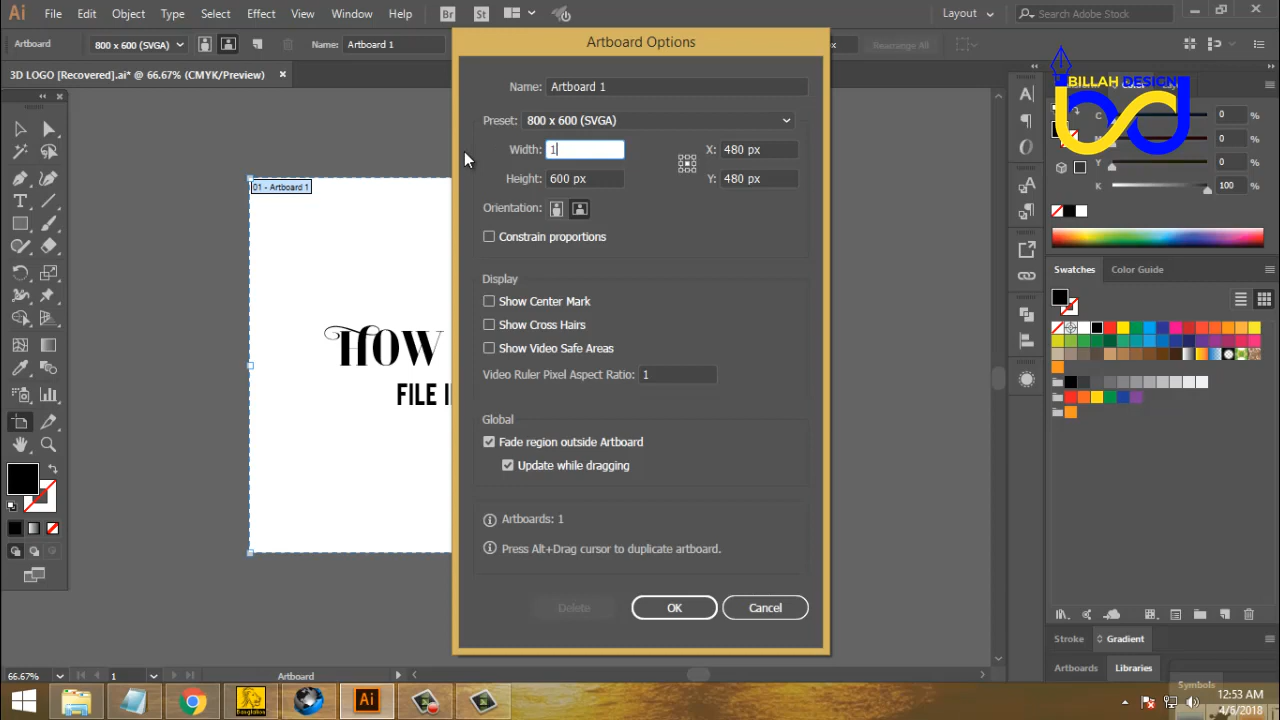 Ai File Edit Object Type Select Effect View Window Help Br St Layout Search Adobe Stock
Artboard 800 x 600 (SVGA) Name: Artboard 1 px Rearrange All
3D LOGO [Recovered].ai* @ 66.67% (CMYK/Preview)
Artboard Options
Name: Artboard 1
Preset: 800 x 600 (SVGA)
Width: 1 X: 480 px
Height: 600 px Y: 480 px
Orientation:
Constrain proportions
Display
Show Center Mark
Show Cross Hairs
Show Video Safe Areas
Video Ruler Pixel Aspect Ratio: 1
Global
Fade region outside Artboard
Update while dragging
Artboards: 1
Press Alt+Drag cursor to duplicate artboard.
Delete OK Cancel
01 - Artboard 1
HOW
FILE
BILLAH DESIGN
Color
C 0 %
M 0 %
Y 0 %
K 100 %
Swatches Color Guide
Stroke Gradient
Artboards Libraries
Symbols
66.67% 1 Artboard
Ai
12:53 AM
4/6/2018